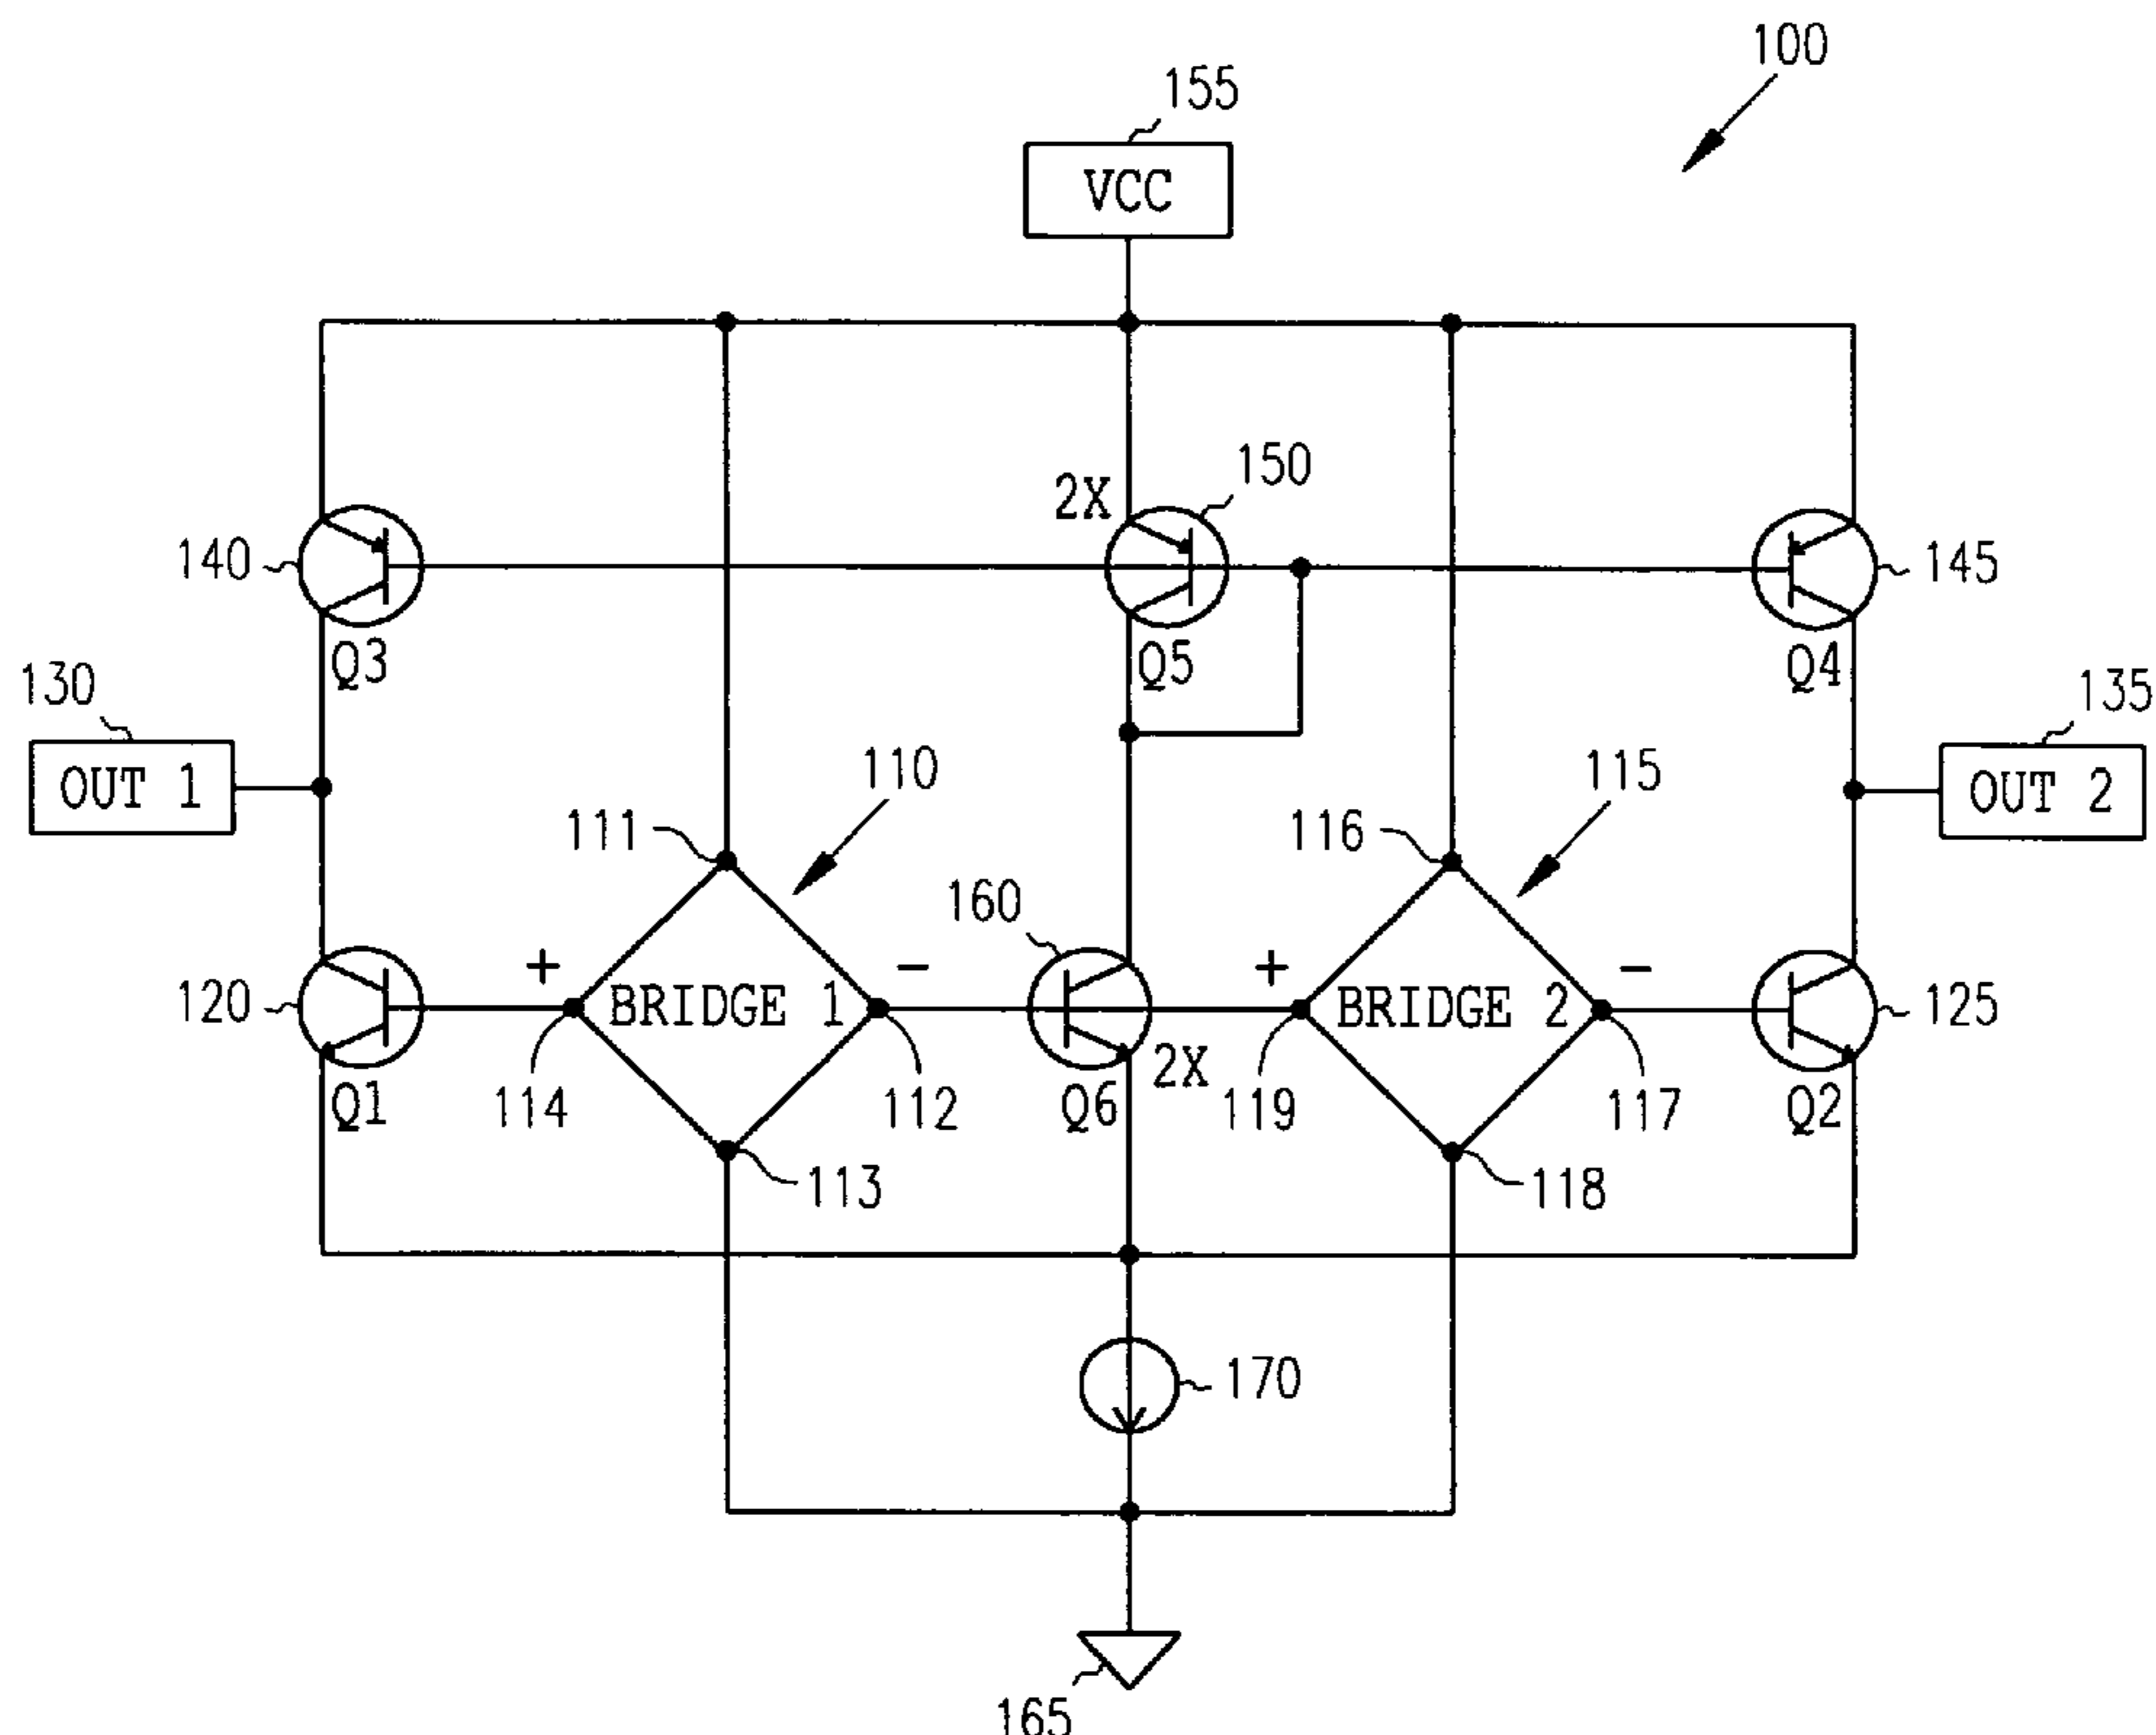 100
155
VCC
2X
150
140
145
Q3
Q5
Q4
130
135
OUT 1
OUT 2
110
115
111
116
160
+
−
+
−
120
BRIDGE 1
BRIDGE 2
125
2X
Q1
114
112
Q6
119
117
Q2
113
118
170
165